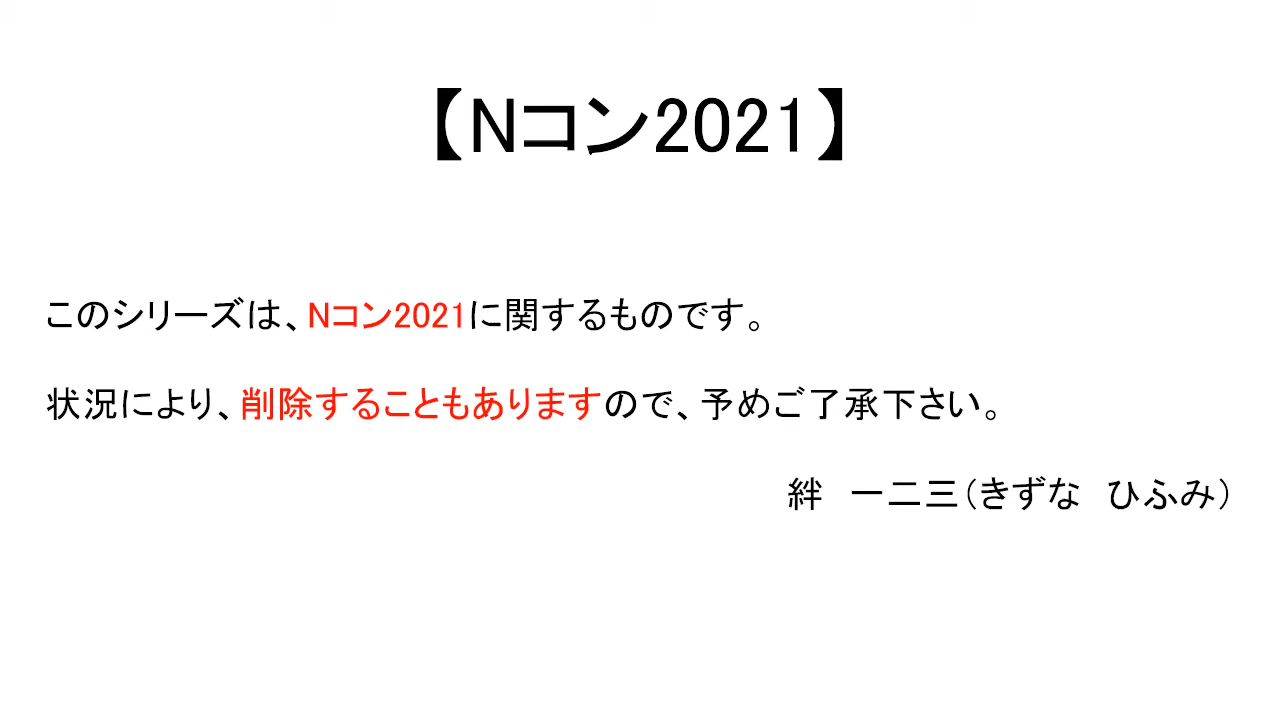 【Nコン2021】
このシリーズは、Nコン2021に関するものです。
状況により、削除することもありますので、予めご了承下さい。
絆　一二三（きずな　ひふみ）